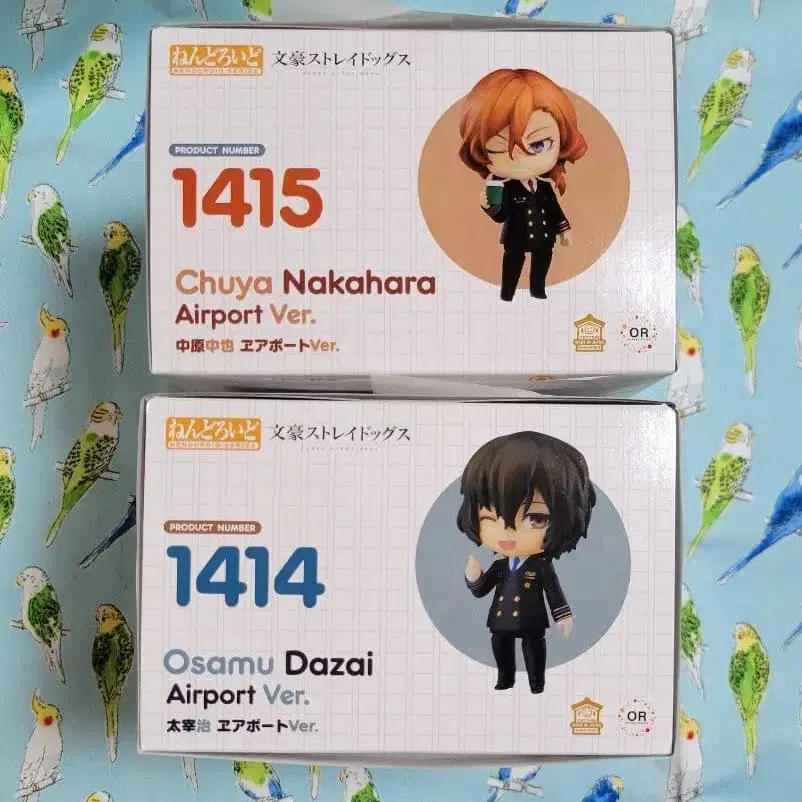 ねんどろいど 文豪ストレイドッグス
NENDOROID SERIES
PRODUCT NUMBER
1415
Chuya Nakahara
Airport Ver.
中原中也 ヱアポートVer.
OR
ねんどろいど 文豪ストレイドッグス
NENDOROID SERIES
PRODUCT NUMBER
1414
Osamu Dazai
Airport Ver.
太宰治 ヱアポートVer.
OR